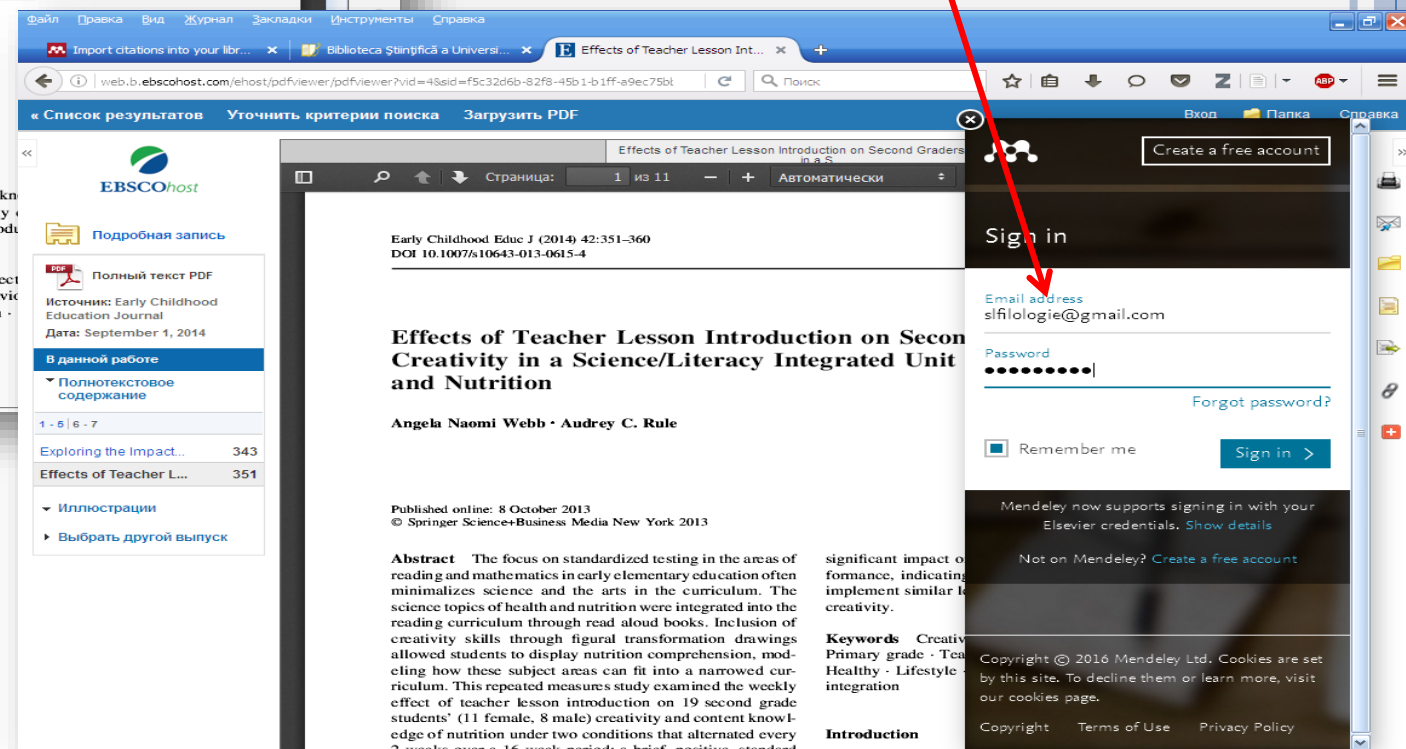 Файл Правка Вид Журнал Закладки Инструменты Справка
Import citations into your libr... Biblioteca Științifică a Universi... Effects of Teacher Lesson Int...
web.b.ebscohost.com/ehost/pdfviewer/pdfviewer?vid=4&sid=f5c32d6b-82f8-45b1-b1ff-a9ec75bl Поиск ABP
« Список результатов Уточнить критерии поиска Загрузить PDF Вход Папка Справка
Effects of Teacher Lesson Introduction on Second Graders
in a S
Страница: 1 из 11 Автоматически
EBSCOhost
Подробная запись
PDF Полный текст PDF
Источник: Early Childhood
Education Journal
Дата: September 1, 2014
В данной работе
Полнотекстовое
содержание
1 - 5 | 6 - 7
Exploring the Impact... 343
Effects of Teacher L... 351
Иллюстрации
Выбрать другой выпуск
Early Childhood Educ J (2014) 42:351–360
DOI 10.1007/s10643-013-0615-4
Effects of Teacher Lesson Introduction on Secon
Creativity in a Science/Literacy Integrated Unit
and Nutrition
Angela Naomi Webb · Audrey C. Rule
Published online: 8 October 2013
© Springer Science+Business Media New York 2013
Abstract The focus on standardized testing in the areas of
reading and mathematics in early elementary education often
minimalizes science and the arts in the curriculum. The
science topics of health and nutrition were integrated into the
reading curriculum through read aloud books. Inclusion of
creativity skills through figural transformation drawings
allowed students to display nutrition comprehension, mod-
eling how these subject areas can fit into a narrowed cur-
riculum. This repeated measures study examined the weekly
effect of teacher lesson introduction on 19 second grade
students' (11 female, 8 male) creativity and content knowl-
edge of nutrition under two conditions that alternated every
2 weeks over a 16 week period: a brief, positive, standard
significant impact o
formance, indicating
implement similar l
creativity.
Keywords Creativ
Primary grade · Tea
Healthy · Lifestyle ·
integration
Introduction
Create a free account
Sign in
Email address
slfilologie@gmail.com
Password
Forgot password?
Remember me
Sign in >
Mendeley now supports signing in with your
Elsevier credentials. Show details
Not on Mendeley? Create a free account
Copyright © 2016 Mendeley Ltd. Cookies are set
by this site. To decline them or learn more, visit
our cookies page.
Copyright Terms of Use Privacy Policy